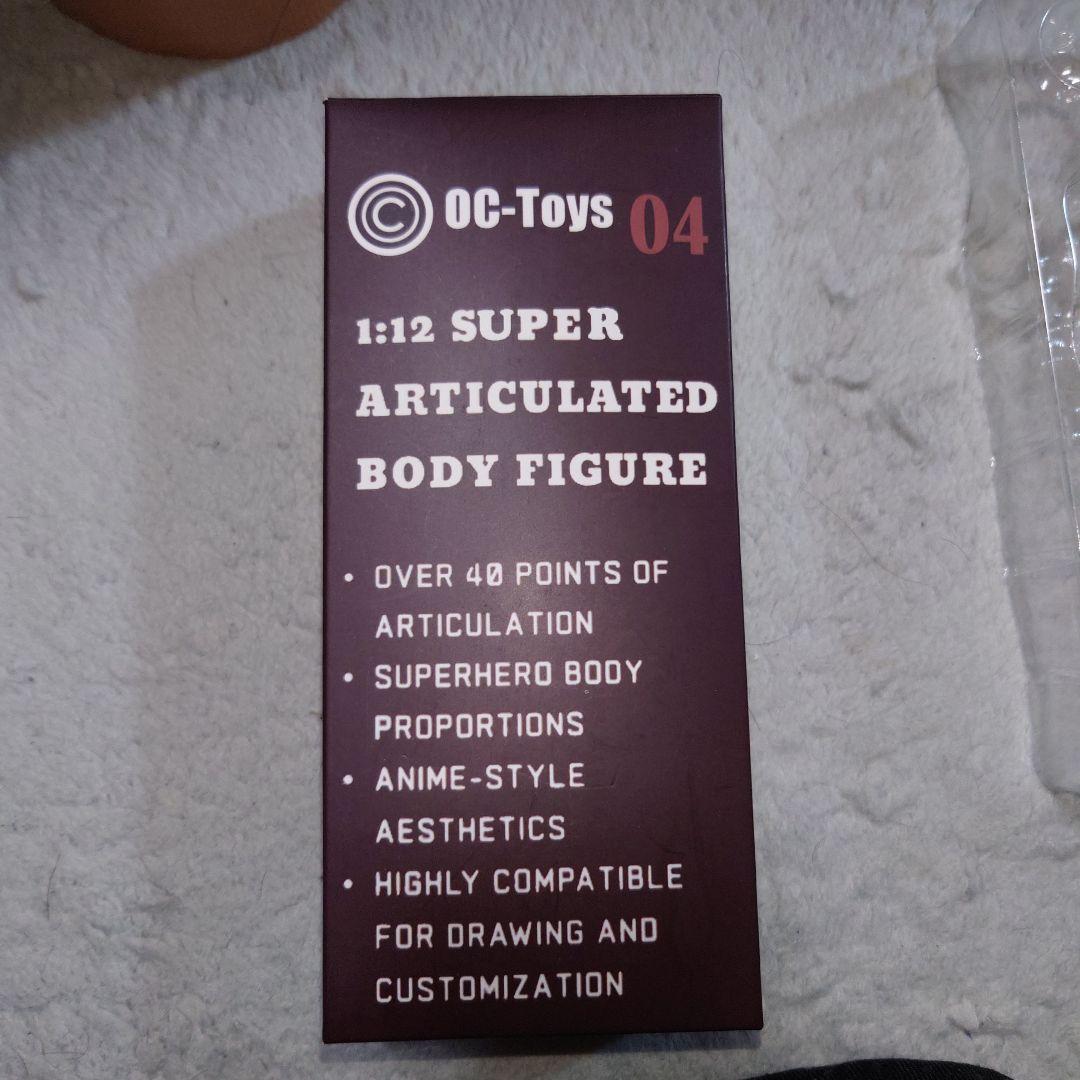 © OC-Toys 04
1:12 SUPER
ARTICULATED
BODY FIGURE
• OVER 40 POINTS OF
ARTICULATION
• SUPERHERO BODY
PROPORTIONS
• ANIME-STYLE
AESTHETICS
• HIGHLY COMPATIBLE
FOR DRAWING AND
CUSTOMIZATION